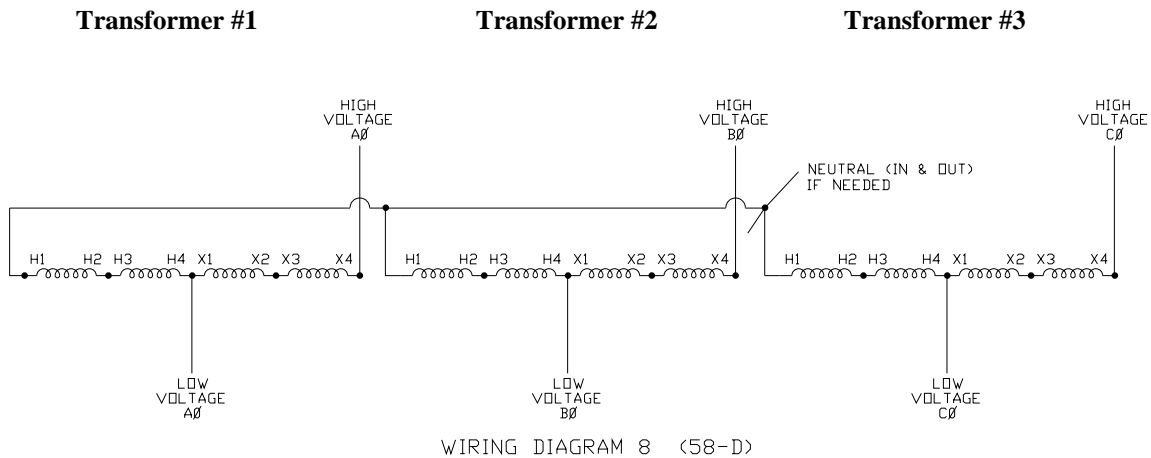 Transformer #1 Transformer #2 Transformer #3
HIGH
VOLTAGE
AØ
HIGH
VOLTAGE
BØ
HIGH
VOLTAGE
CØ
NEUTRAL (IN & OUT)
IF NEEDED
H1 H2 H3 H4 X1 X2 X3 X4
H1 H2 H3 H4 X1 X2 X3 X4
H1 H2 H3 H4 X1 X2 X3 X4
LOW
VOLTAGE
AØ
LOW
VOLTAGE
BØ
LOW
VOLTAGE
CØ
WIRING DIAGRAM 8 (58-D)